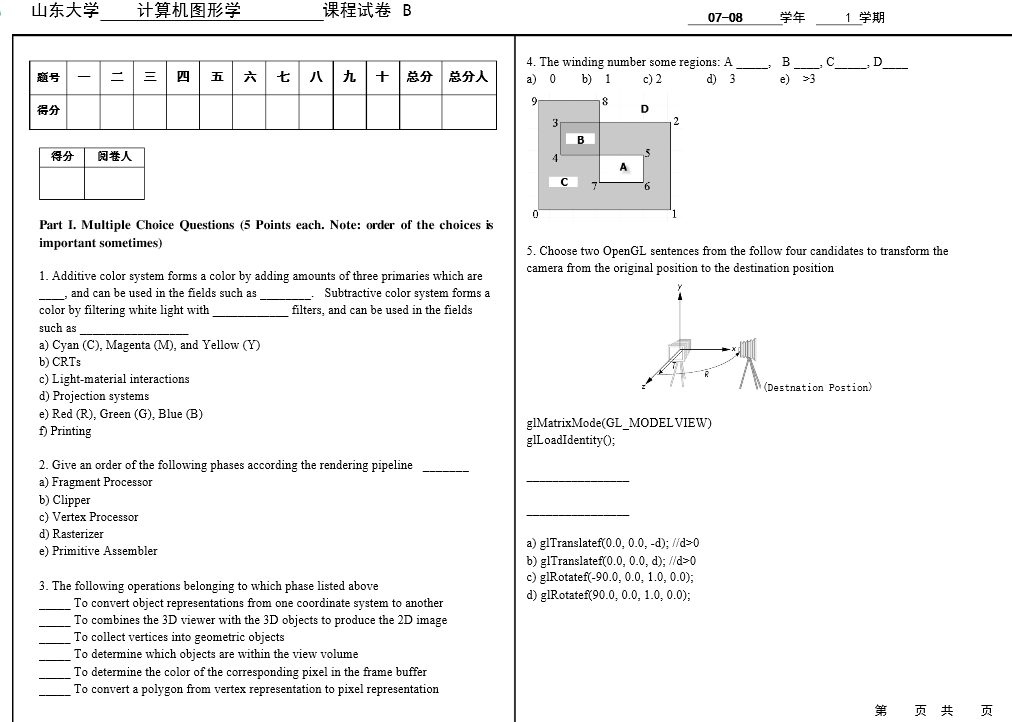 山东大学 计算机图形学 课程试卷 B
07-08 学年 1 学期
题号 一 二 三 四 五 六 七 八 九 十 总分 总分人
得分
得分 阅卷人
Part I. Multiple Choice Questions (5 Points each. Note: order of the choices is
important sometimes)
1. Additive color system forms a color by adding amounts of three primaries which are
____, and can be used in the fields such as ________. Subtractive color system forms a
color by filtering white light with ____________ filters, and can be used in the fields
such as _________________
a) Cyan (C), Magenta (M), and Yellow (Y)
b) CRTs
c) Light-material interactions
d) Projection systems
e) Red (R), Green (G), Blue (B)
f) Printing
2. Give an order of the following phases according the rendering pipeline _______
a) Fragment Processor
b) Clipper
c) Vertex Processor
d) Rasterizer
e) Primitive Assembler
3. The following operations belonging to which phase listed above
_____ To convert object representations from one coordinate system to another
_____ To combines the 3D viewer with the 3D objects to produce the 2D image
_____ To collect vertices into geometric objects
_____ To determine which objects are within the view volume
_____ To determine the color of the corresponding pixel in the frame buffer
_____ To convert a polygon from vertex representation to pixel representation
4. The winding number some regions: A _____, B ____, C_____, D____
a) 0 b) 1 c) 2 d) 3 e) >3
9 8 D
3 2
B
4 5
A
C 7 6
0 1
5. Choose two OpenGL sentences from the follow four candidates to transform the
camera from the original position to the destination position
y
x
T
R
z
(Destnation Postion)
glMatrixMode(GL_MODELVIEW)
glLoadIdentity();
________________
________________
a) glTranslatef(0.0, 0.0, -d); //d>0
b) glTranslatef(0.0, 0.0, d); //d>0
c) glRotatef(-90.0, 0.0, 1.0, 0.0);
d) glRotatef(90.0, 0.0, 1.0, 0.0);
第 页 共 页